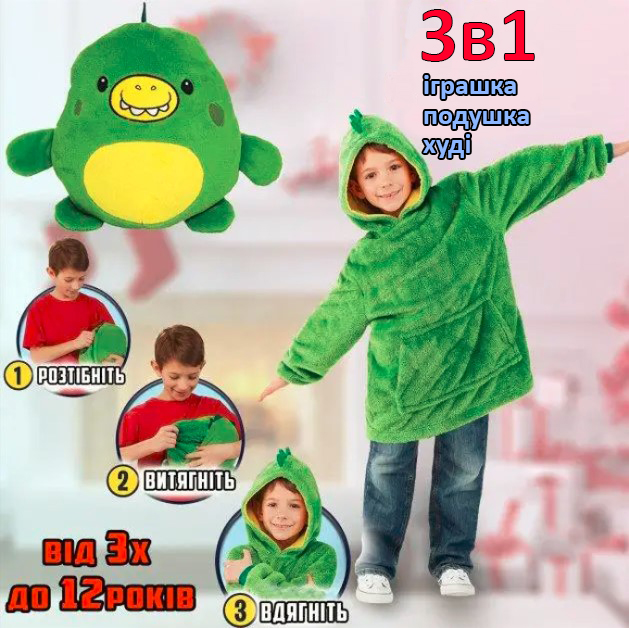 3в1
іграшка
подушка
худі
1 РОЗТІБНІТЬ
2 ВИТЯГНІТЬ
3 ВДЯГНІТЬ
від 3х
до 12років